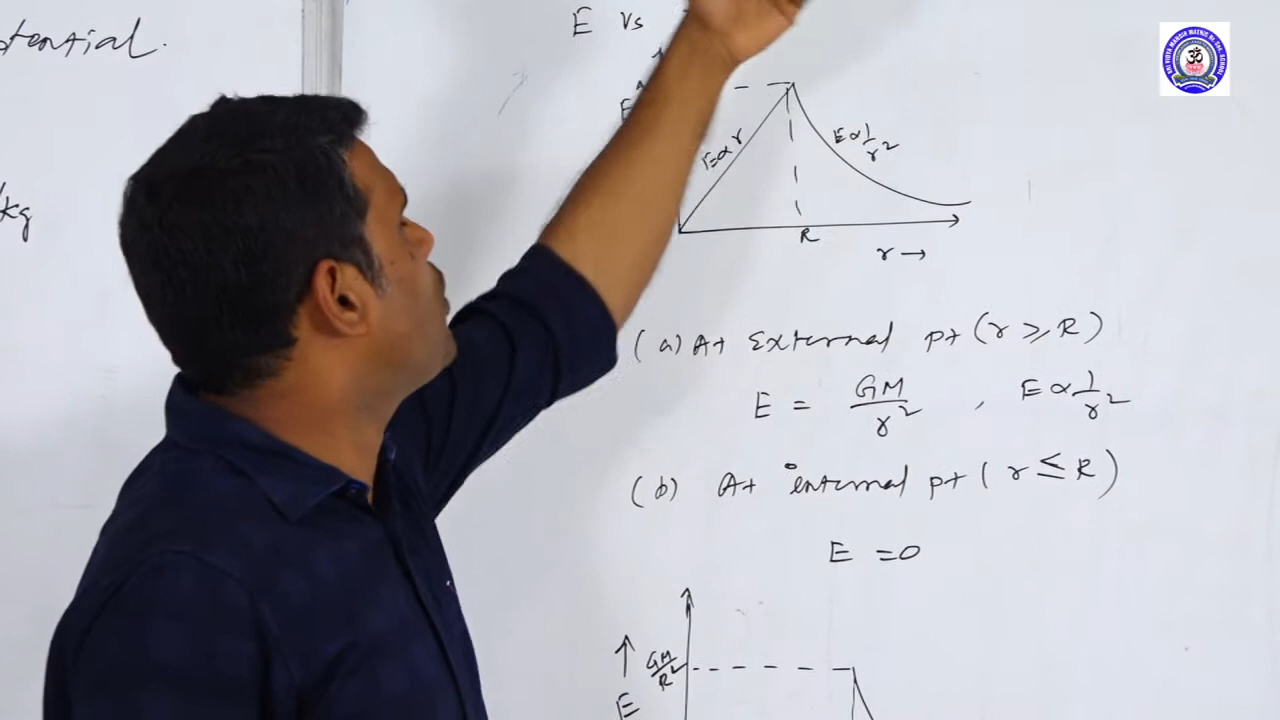 tential.
/kg
E vs
E
E ∝ r
E ∝ 1/r²
R
r →
(a) At External pt (r ⩾ R)
E = GM/r² , E ∝ 1/r²
(b) At internal pt (r ≤ R)
E = 0
GM/R²
E